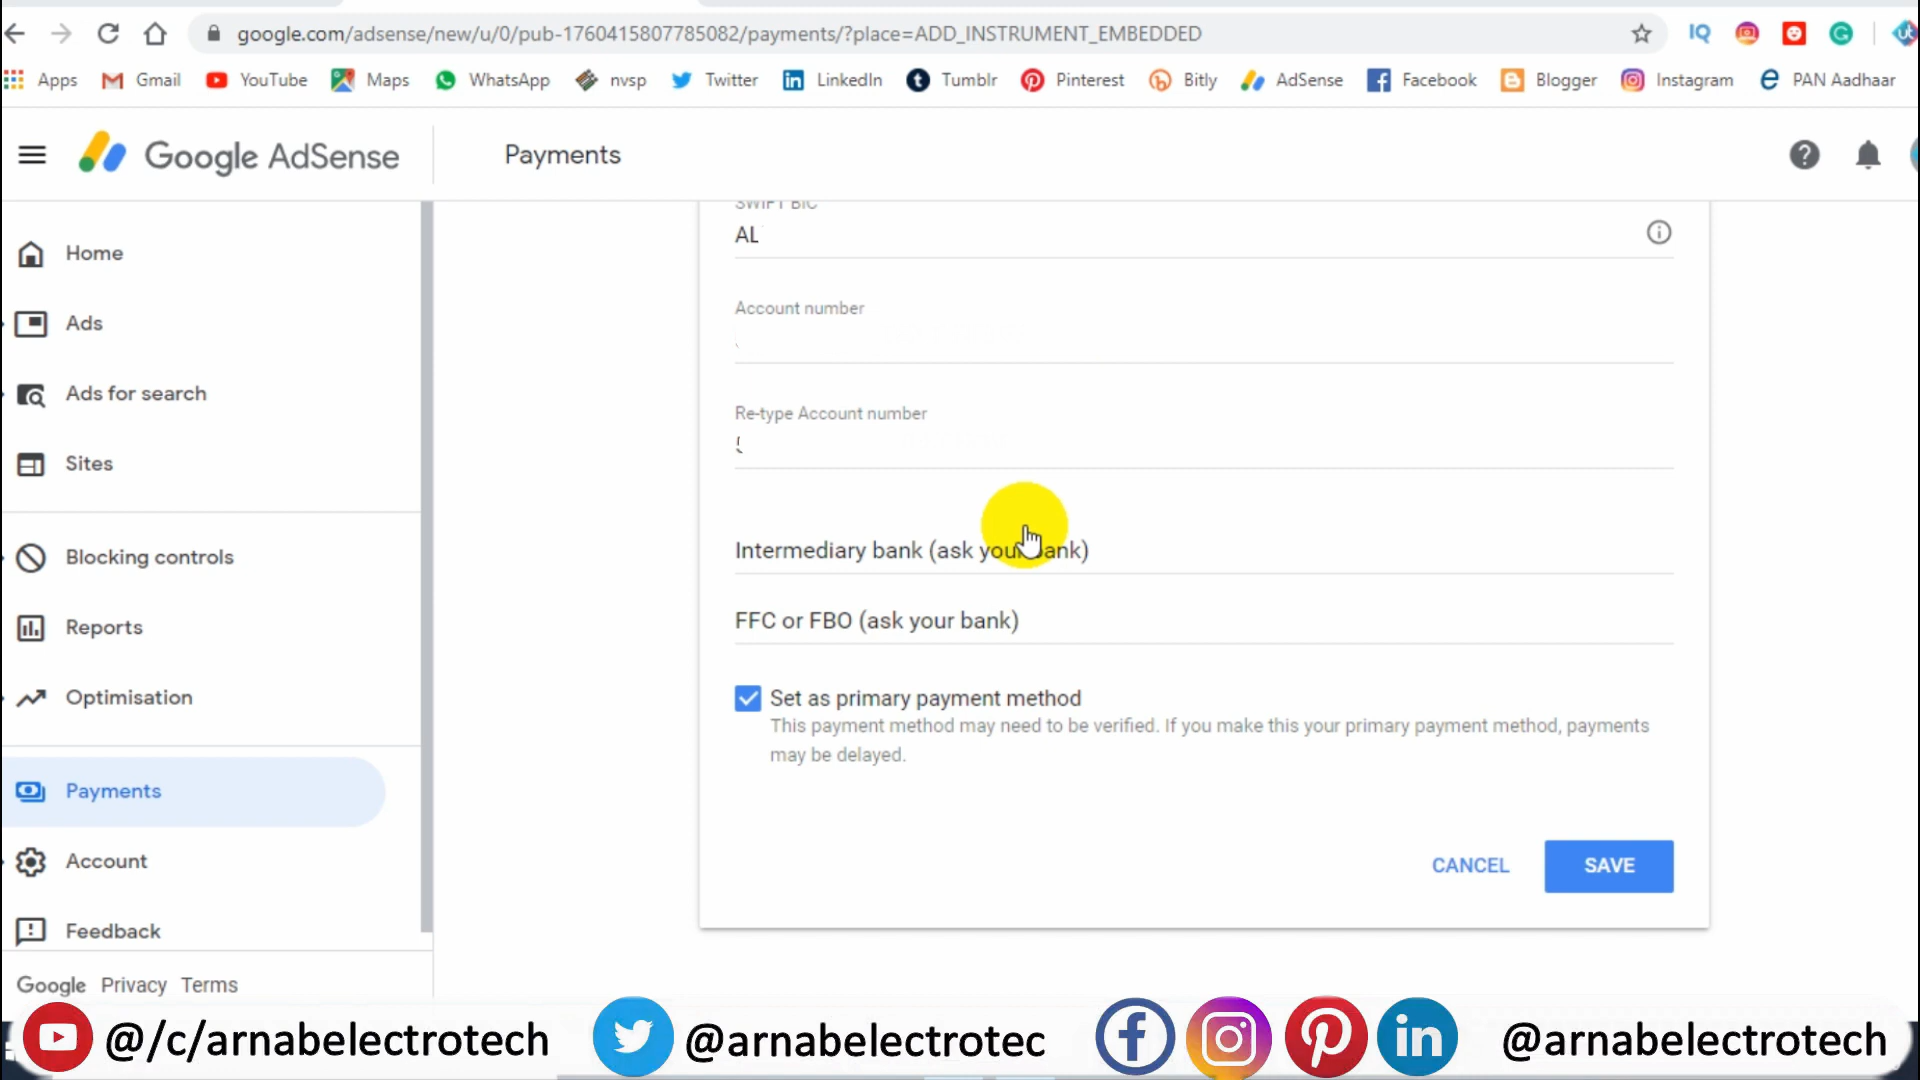 google.com/adsense/new/u/0/pub-1760415807785082/payments/?place=ADD_INSTRUMENT_EMBEDDED
IQ
Apps Gmail YouTube Maps WhatsApp nvsp Twitter LinkedIn Tumblr Pinterest Bitly AdSense Facebook Blogger Instagram PAN Aadhaar
Google AdSense Payments
SWIFT BIC
AL
Home
Account number
Ads
Ads for search
Re-type Account number
5
Sites
Intermediary bank (ask your bank)
Blocking controls
FFC or FBO (ask your bank)
Reports
Optimisation
Set as primary payment method
This payment method may need to be verified. If you make this your primary payment method, payments
may be delayed.
Payments
Account
CANCEL SAVE
Feedback
Google Privacy Terms
@/c/arnabelectrotech @arnabelectrotec @arnabelectrotech